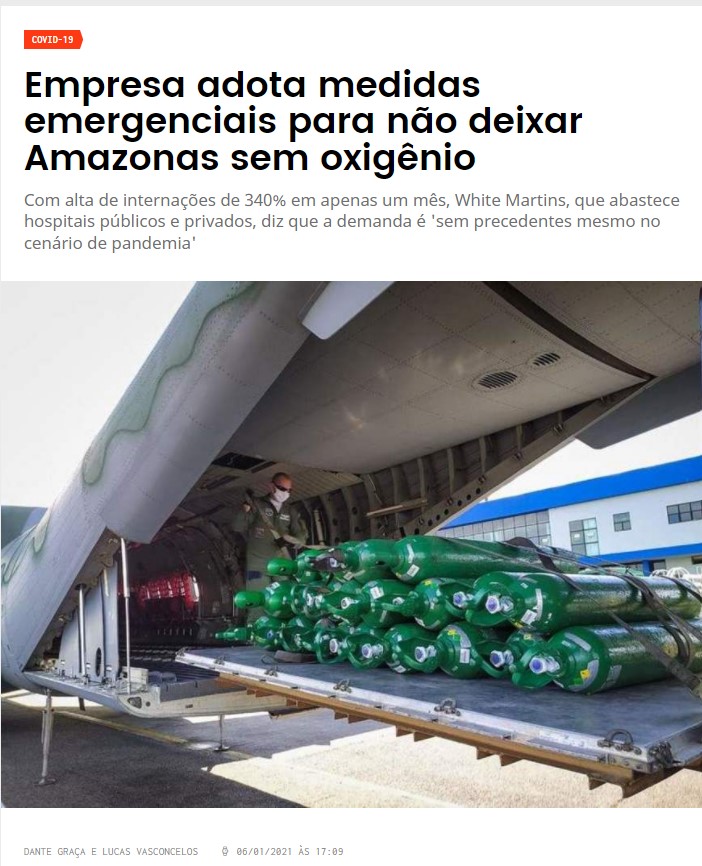 COVID-19
Empresa adota medidas
emergenciais para não deixar
Amazonas sem oxigênio
Com alta de internações de 340% em apenas um mês, White Martins, que abastece
hospitais públicos e privados, diz que a demanda é 'sem precedentes mesmo no
cenário de pandemia'
DANTE GRAÇA E LUCAS VASCONCELOS 06/01/2021 ÀS 17:09